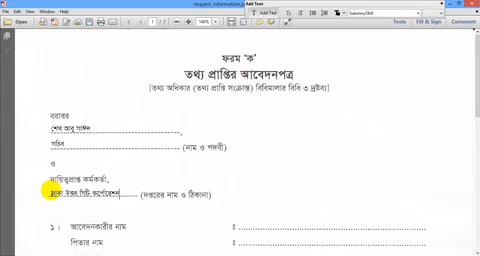 request_information.p
Add Text
File Edit View Window Help
Add Text
SutonnyOMJ
1
140%
Tools
Fill & Sign
Comment
ফরম 'ক'
তথ্য প্রাপ্তির আবেদনপত্র
[তথ্য অধিকার (তথ্য প্রাপ্তি সংক্রান্ত) বিধিমালার বিধি ৩ দ্রষ্টব্য]
বরাবর
শেখ আবু সাঈদ ,
সচিব (নাম ও পদবী)
ও
দায়িত্বপ্রাপ্ত কর্মকর্তা,
ঢাকা উত্তর সিটি কর্পোরেশন (দপ্তরের নাম ও ঠিকানা)
১। আবেদনকারীর নাম ঃ
পিতার নাম ঃ